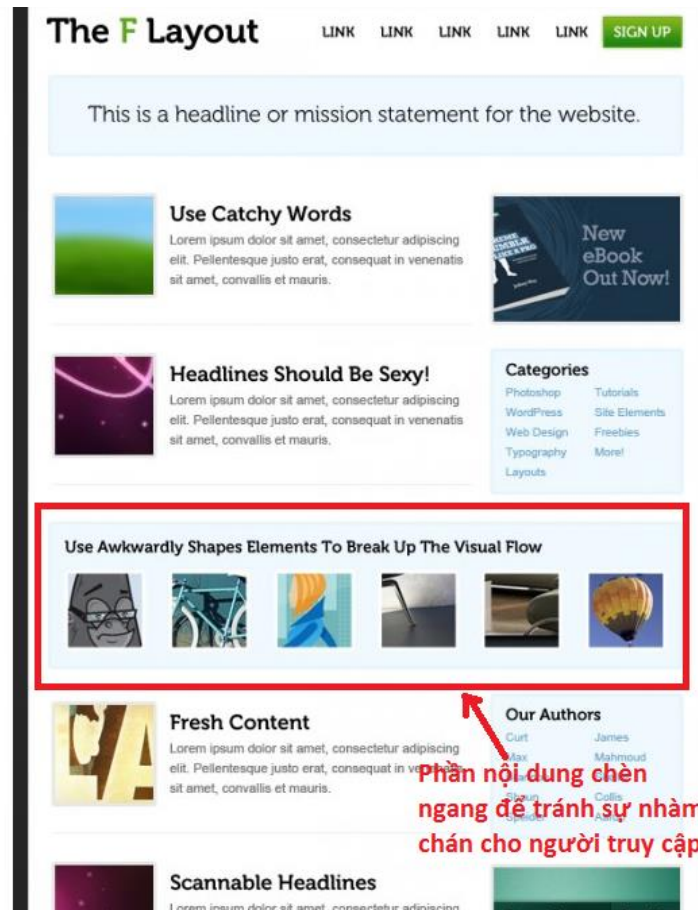 The F Layout
LINK LINK LINK LINK LINK SIGN UP
This is a headline or mission statement for the website.
Use Catchy Words
Lorem ipsum dolor sit amet, consectetur adipiscing
elit. Pellentesque justo erat, consequat in venenatis
sit amet, convallis et mauris.
New
eBook
Out Now!
Headlines Should Be Sexy!
Lorem ipsum dolor sit amet, consectetur adipiscing
elit. Pellentesque justo erat, consequat in venenatis
sit amet, convallis et mauris.
Categories
Photoshop Tutorials
WordPress Site Elements
Web Design Freebies
Typography More!
Layouts
Use Awkwardly Shapes Elements To Break Up The Visual Flow
Fresh Content
Lorem ipsum dolor sit amet, consectetur adipiscing
elit. Pellentesque justo erat, consequat in
sit amet, convallis et mauris.
Our Authors
Curt James
Max Mahmoud
Shaun Collis
Phần nội dung chèn
ngang để tránh sự nhàm
chán cho người truy cập
Scannable Headlines
Lorem ipsum dolor sit amet, consectetur adipiscing